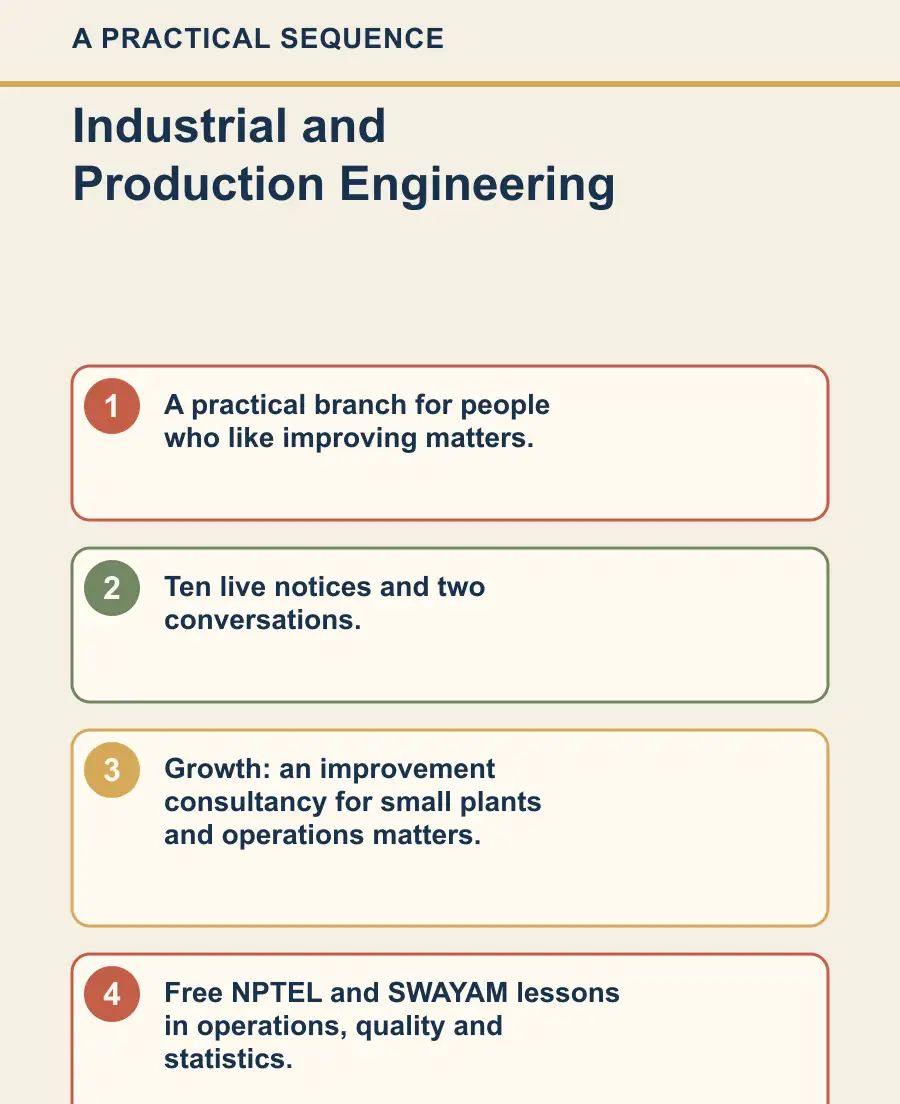 A PRACTICAL SEQUENCE
Industrial and
Production Engineering
1
A practical branch for people
who like improving matters.
2
Ten live notices and two
conversations.
3
Growth: an improvement
consultancy for small plants
and operations matters.
4
Free NPTEL and SWAYAM lessons
in operations, quality and
statistics.